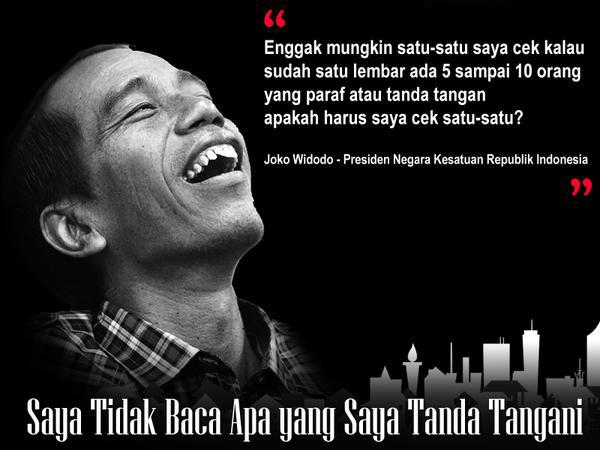 “
Enggak mungkin satu-satu saya cek kalau
sudah satu lembar ada 5 sampai 10 orang
yang paraf atau tanda tangan
apakah harus saya cek satu-satu?
Joko Widodo - Presiden Negara Kesatuan Republik Indonesia
”
Saya Tidak Baca Apa yang Saya Tanda Tangani